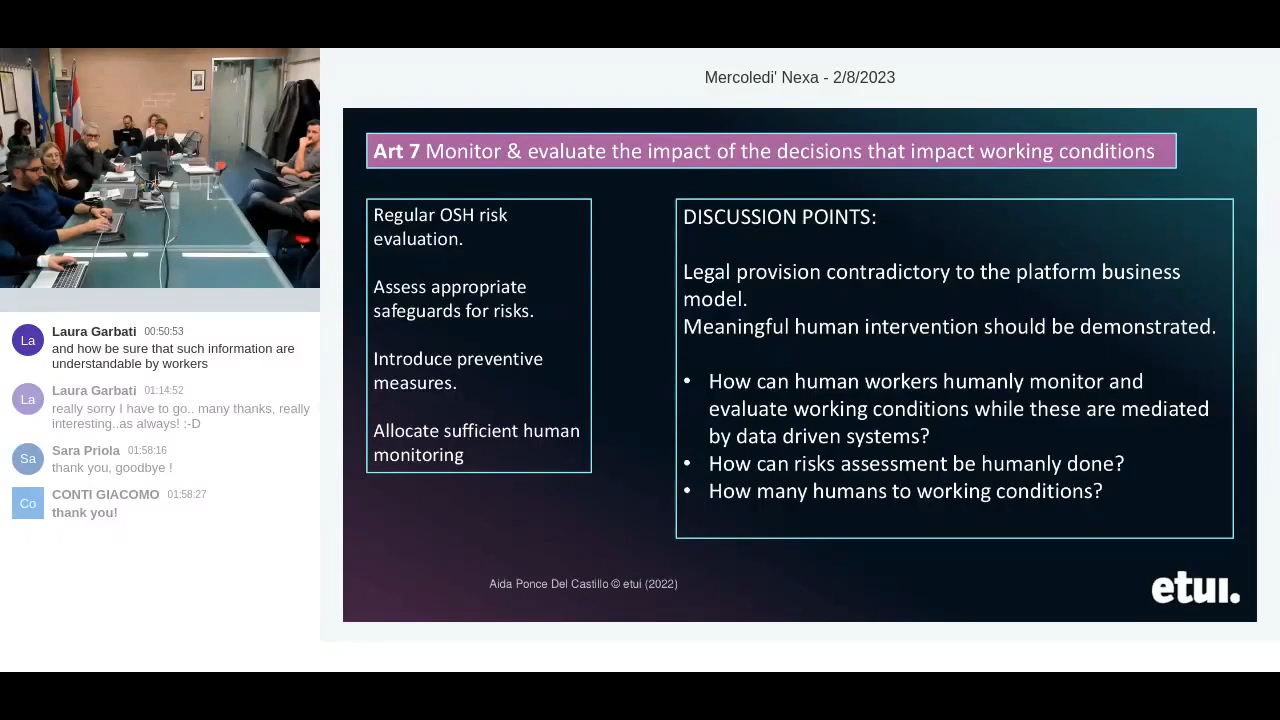 Mercoledi' Nexa - 2/8/2023
Art 7 Monitor & evaluate the impact of the decisions that impact working conditions
Regular OSH risk
evaluation.
Assess appropriate
safeguards for risks.
Introduce preventive
measures.
Allocate sufficient human
monitoring
DISCUSSION POINTS:
Legal provision contradictory to the platform business
model.
Meaningful human intervention should be demonstrated.
• How can human workers humanly monitor and
evaluate working conditions while these are mediated
by data driven systems?
• How can risks assessment be humanly done?
• How many humans to working conditions?
Aida Ponce Del Castillo © etui (2022)
etui.
La
Laura Garbati 00:50:53
and how be sure that such information are
understandable by workers
La
Laura Garbati 01:14:52
really sorry I have to go.. many thanks, really
interesting..as always! :-D
Sa
Sara Priola 01:58:16
thank you, goodbye !
Co
CONTI GIACOMO 01:58:27
thank you!